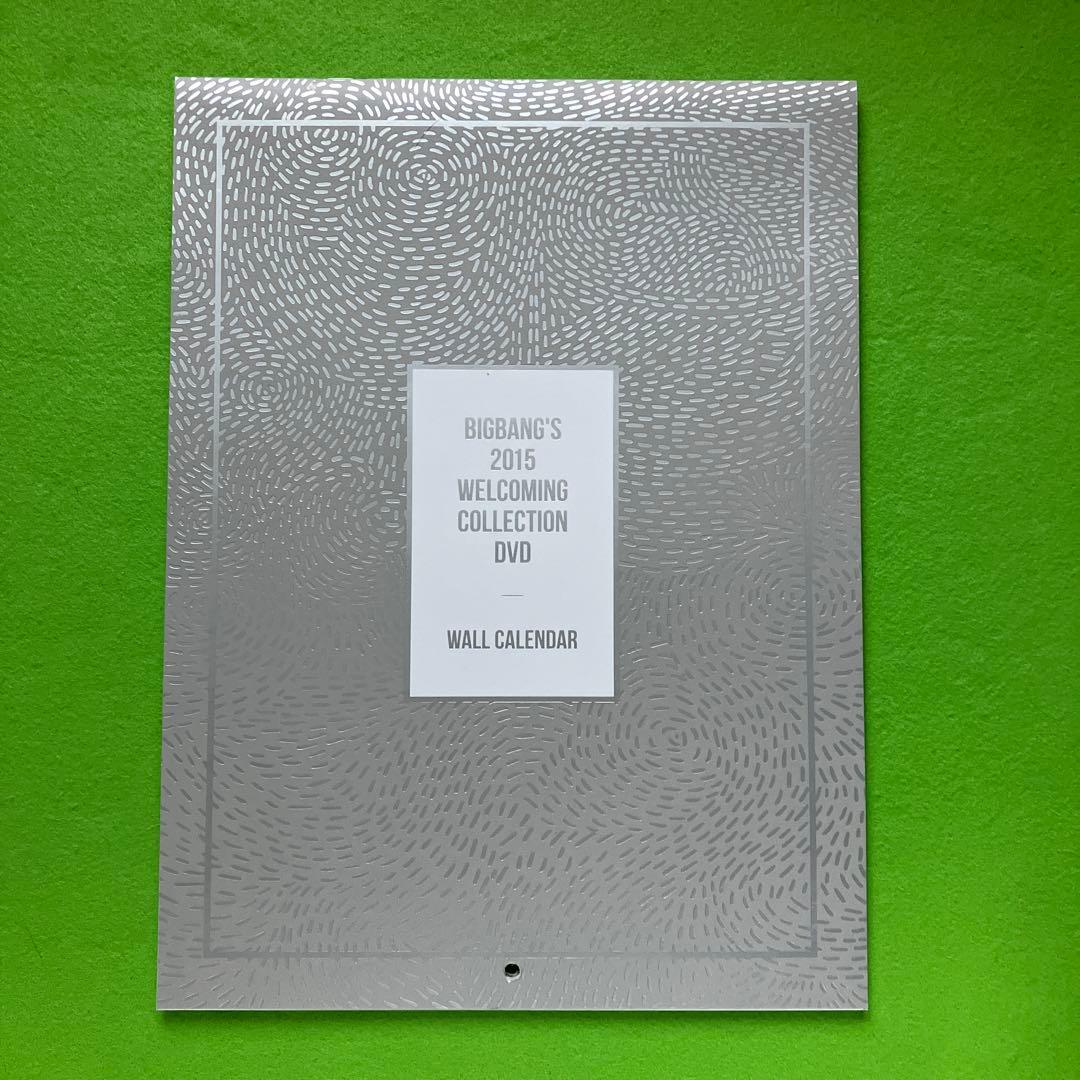 BIGBANG'S
2015
WELCOMING
COLLECTION
DVD
WALL CALENDAR